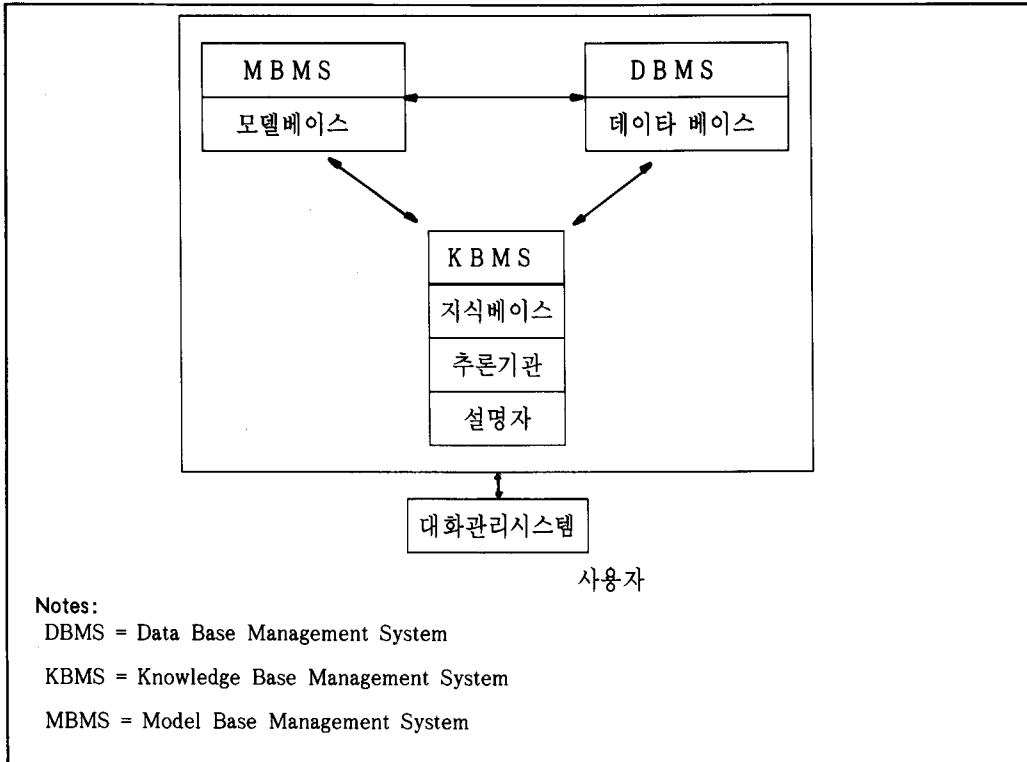 MBMS
DBMS
모델베이스
데이타 베이스
KBMS
지식베이스
추론기관
설명자
대화관리시스템
사용자
Notes:
DBMS = Data Base Management System
KBMS = Knowledge Base Management System
MBMS = Model Base Management System